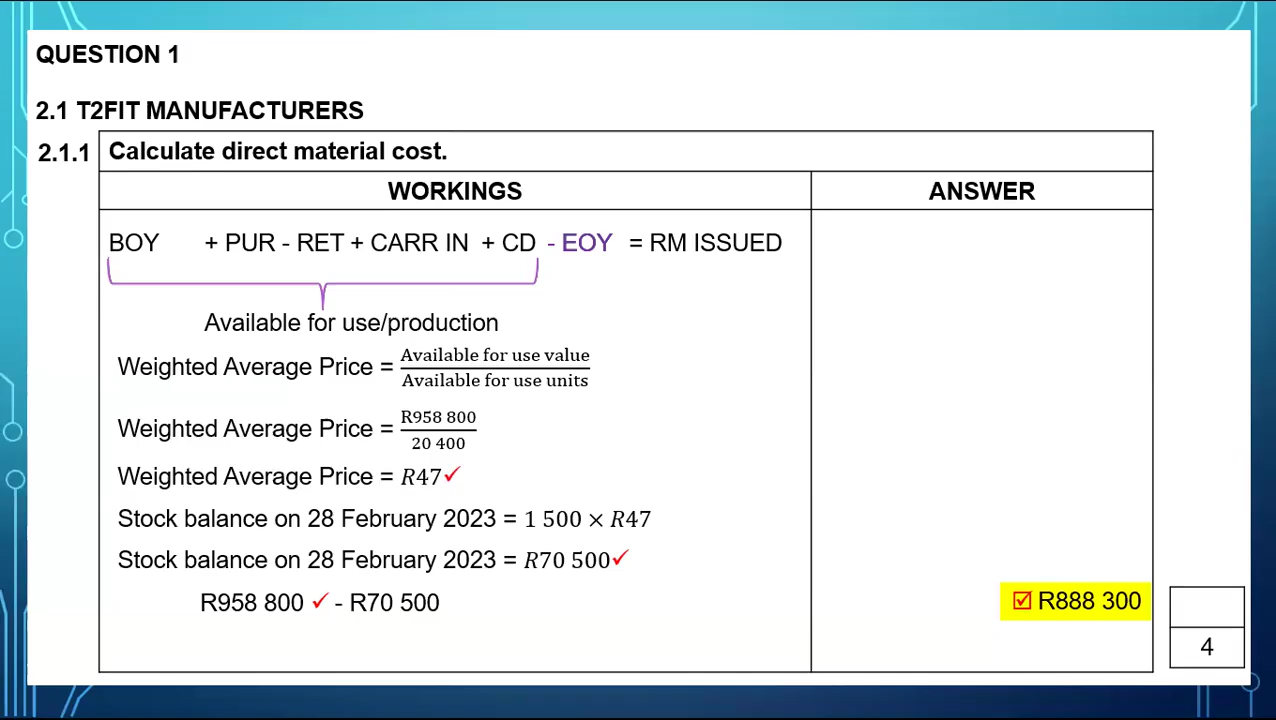 QUESTION 1
2.1 T2FIT MANUFACTURERS
2.1.1 Calculate direct material cost.
WORKINGS ANSWER
BOY + PUR - RET + CARR IN + CD - EOY = RM ISSUED
Available for use/production
Weighted Average Price = Available for use value / Available for use units
Weighted Average Price = R958 800 / 20 400
Weighted Average Price = R47✓
Stock balance on 28 February 2023 = 1 500 × R47
Stock balance on 28 February 2023 = R70 500✓
R958 800 ✓ - R70 500 ☑ R888 300
4